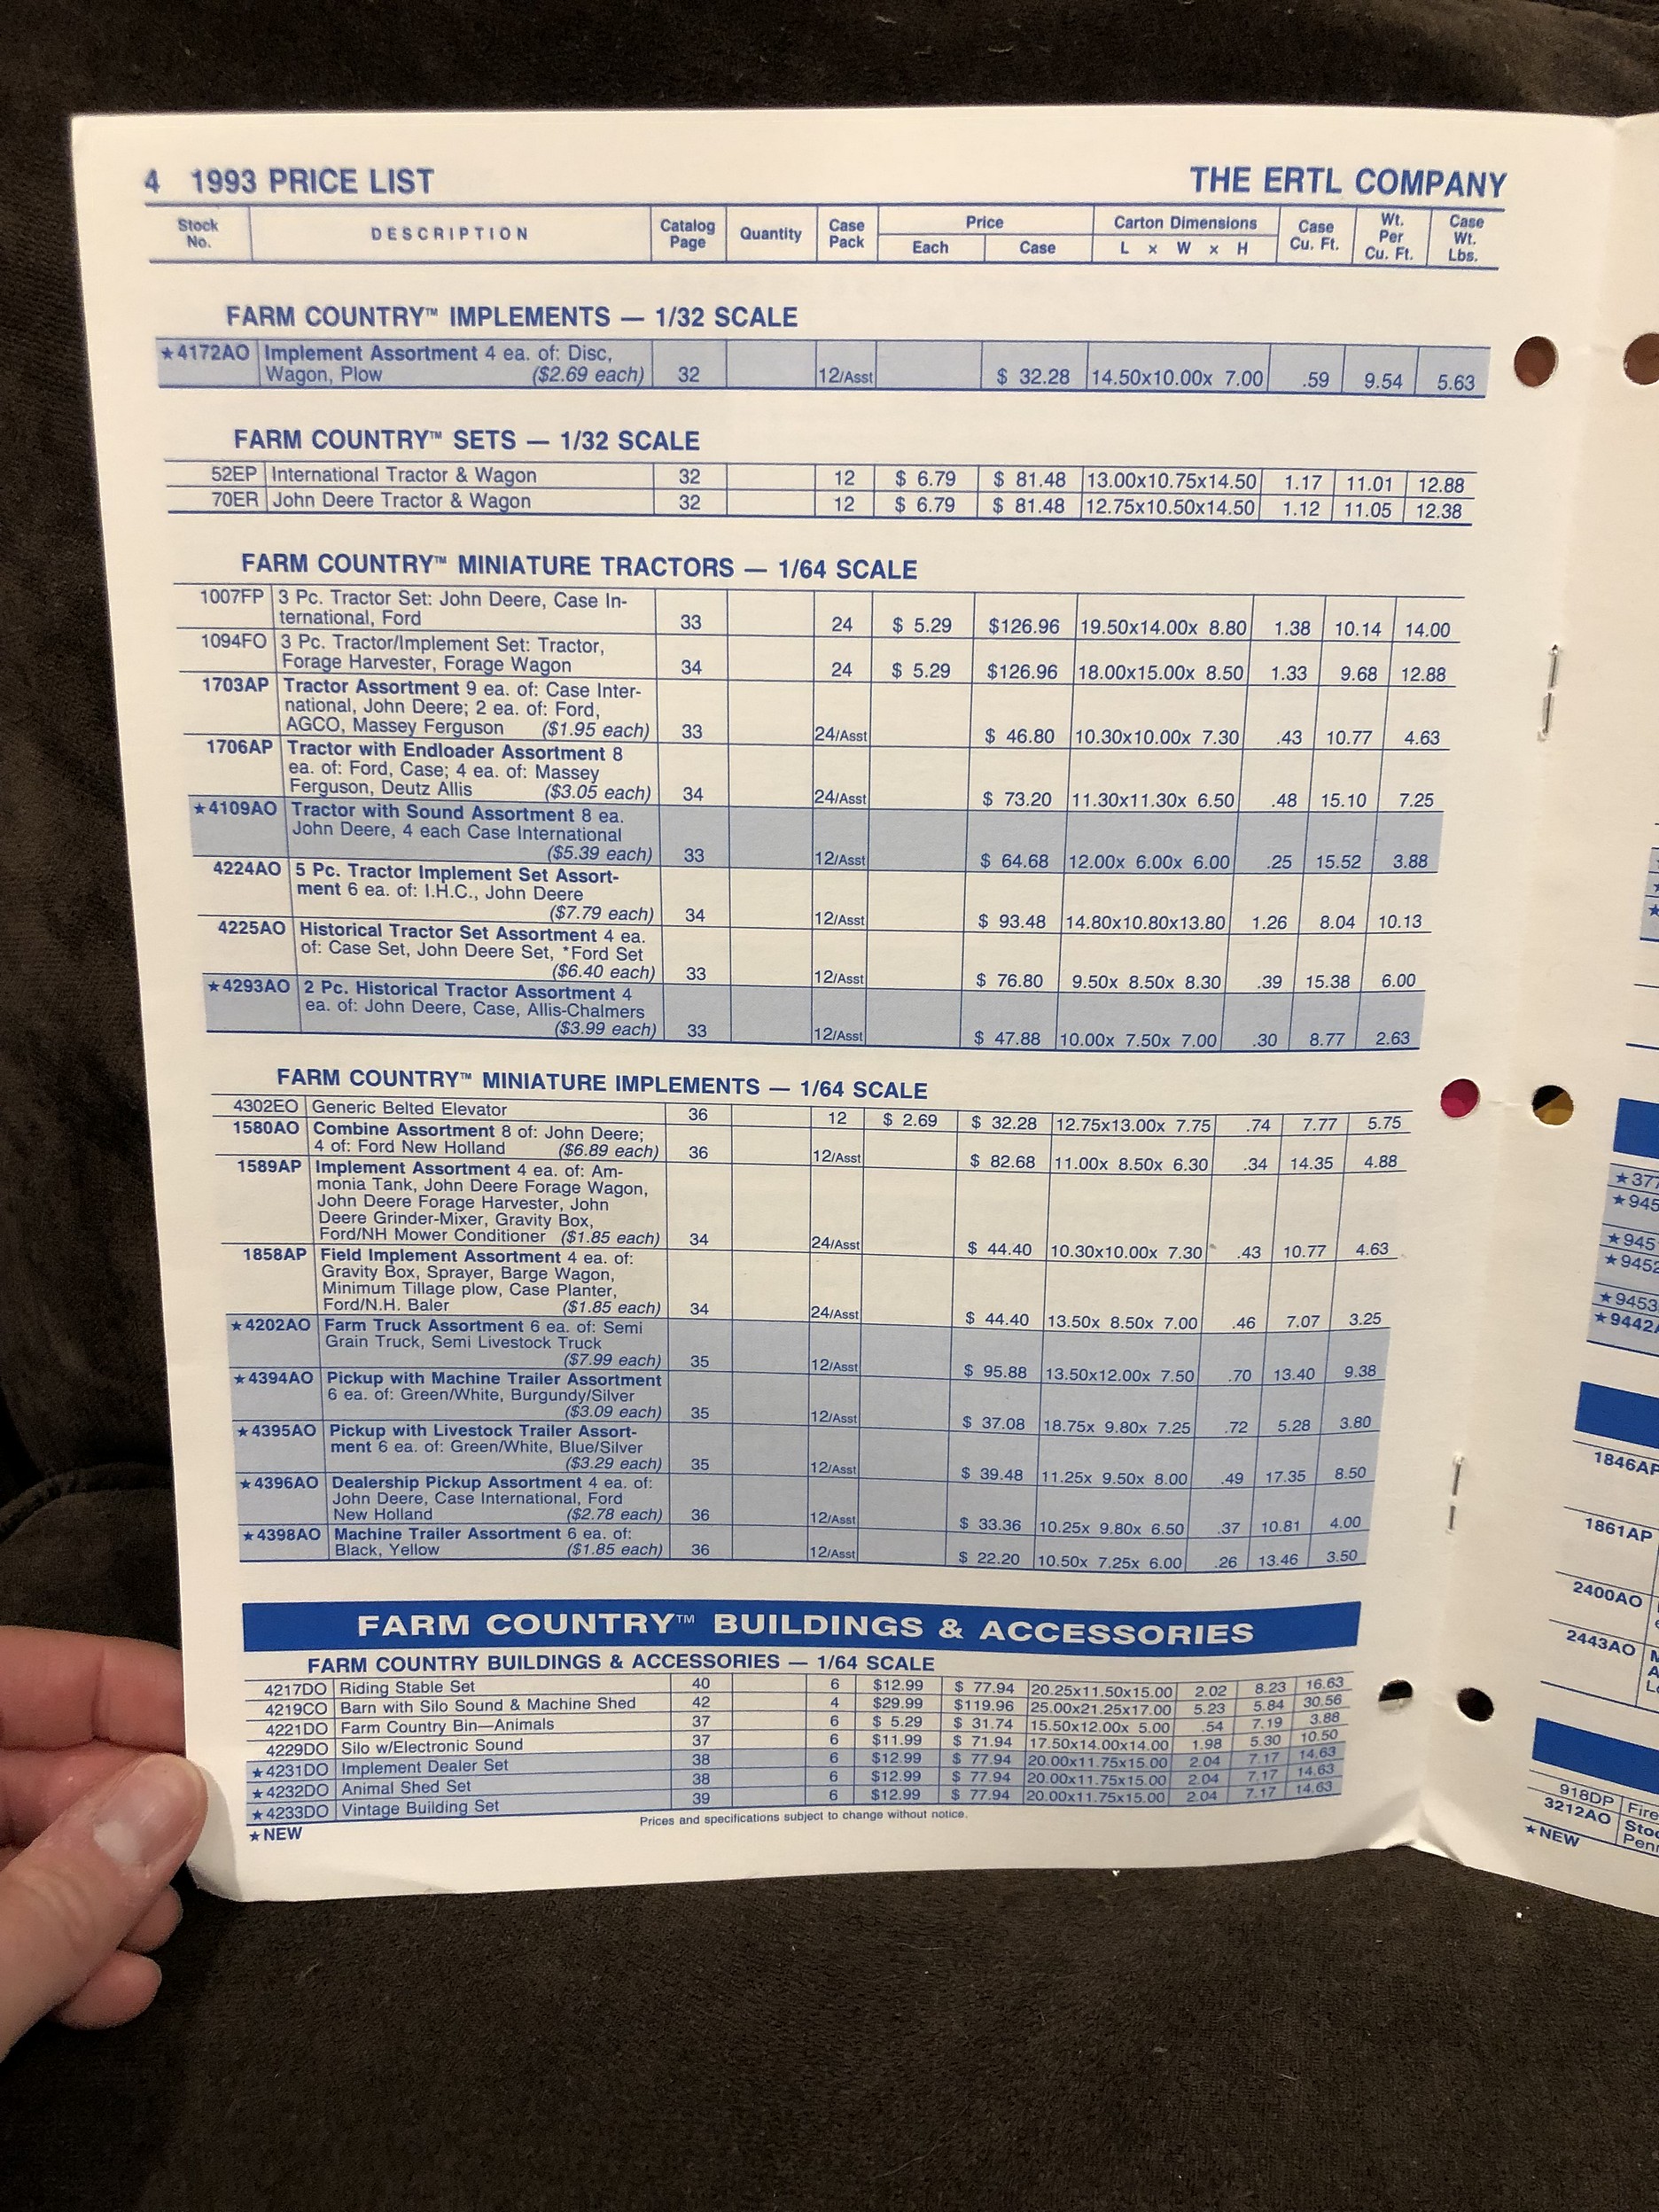 4 1993 PRICE LIST THE ERTL COMPANY
Stock No. DESCRIPTION Catalog Page Quantity Case Pack Price Each Case Carton Dimensions L x W x H Case Cu. Ft. Wt. Per Cu. Ft. Case Wt. Lbs.
FARM COUNTRY™ IMPLEMENTS — 1/32 SCALE
★4172AO Implement Assortment 4 ea. of: Disc,
Wagon, Plow ($2.69 each) 32 12/Asst $ 32.28 14.50x10.00x 7.00 .59 9.54 5.63
FARM COUNTRY™ SETS — 1/32 SCALE
52EP International Tractor & Wagon 32 12 $ 6.79 $ 81.48 13.00x10.75x14.50 1.17 11.01 12.88
70ER John Deere Tractor & Wagon 32 12 $ 6.79 $ 81.48 12.75x10.50x14.50 1.12 11.05 12.38
FARM COUNTRY™ MINIATURE TRACTORS — 1/64 SCALE
1007FP 3 Pc. Tractor Set: John Deere, Case In-
ternational, Ford 33 24 $ 5.29 $126.96 19.50x14.00x 8.80 1.38 10.14 14.00
1094FO 3 Pc. Tractor/Implement Set: Tractor,
Forage Harvester, Forage Wagon 34 24 $ 5.29 $126.96 18.00x15.00x 8.50 1.33 9.68 12.88
1703AP Tractor Assortment 9 ea. of: Case Inter-
national, John Deere; 2 ea. of: Ford,
AGCO, Massey Ferguson ($1.95 each) 33 24/Asst $ 46.80 10.30x10.00x 7.30 .43 10.77 4.63
1706AP Tractor with Endloader Assortment 8
ea. of: Ford, Case; 4 ea. of: Massey
Ferguson, Deutz Allis ($3.05 each) 34 24/Asst $ 73.20 11.30x11.30x 6.50 .48 15.10 7.25
★4109AO Tractor with Sound Assortment 8 ea.
John Deere, 4 each Case International
($5.39 each) 33 12/Asst $ 64.68 12.00x 6.00x 6.00 .25 15.52 3.88
4224AO 5 Pc. Tractor Implement Set Assort-
ment 6 ea. of: I.H.C., John Deere
($7.79 each) 34 12/Asst $ 93.48 14.80x10.80x13.80 1.26 8.04 10.13
4225AO Historical Tractor Set Assortment 4 ea.
of: Case Set, John Deere Set, *Ford Set
($6.40 each) 33 12/Asst $ 76.80 9.50x 8.50x 8.30 .39 15.38 6.00
★4293AO 2 Pc. Historical Tractor Assortment 4
ea. of: John Deere, Case, Allis-Chalmers
($3.99 each) 33 12/Asst $ 47.88 10.00x 7.50x 7.00 .30 8.77 2.63
FARM COUNTRY™ MINIATURE IMPLEMENTS — 1/64 SCALE
4302EO Generic Belted Elevator 36 12 $ 2.69 $ 32.28 12.75x13.00x 7.75 .74 7.77 5.75
1580AO Combine Assortment 8 of: John Deere;
4 of: Ford New Holland ($6.89 each) 36 12/Asst $ 82.68 11.00x 8.50x 6.30 .34 14.35 4.88
1589AP Implement Assortment 4 ea. of: Am-
monia Tank, John Deere Forage Wagon,
John Deere Forage Harvester, John
Deere Grinder-Mixer, Gravity Box,
Ford/NH Mower Conditioner ($1.85 each) 34 24/Asst $ 44.40 10.30x10.00x 7.30 .43 10.77 4.63
1858AP Field Implement Assortment 4 ea. of:
Gravity Box, Sprayer, Barge Wagon,
Minimum Tillage plow, Case Planter,
Ford/N.H. Baler ($1.85 each) 34 24/Asst $ 44.40 13.50x 8.50x 7.00 .46 7.07 3.25
★4202AO Farm Truck Assortment 6 ea. of: Semi
Grain Truck, Semi Livestock Truck
($7.99 each) 35 12/Asst $ 95.88 13.50x12.00x 7.50 .70 13.40 9.38
★4394AO Pickup with Machine Trailer Assortment
6 ea. of: Green/White, Burgundy/Silver
($3.09 each) 35 12/Asst $ 37.08 18.75x 9.80x 7.25 .72 5.28 3.80
★4395AO Pickup with Livestock Trailer Assort-
ment 6 ea. of: Green/White, Blue/Silver
($3.29 each) 35 12/Asst $ 39.48 11.25x 9.50x 8.00 .49 17.35 8.50
★4396AO Dealership Pickup Assortment 4 ea. of:
John Deere, Case International, Ford
New Holland ($2.78 each) 36 12/Asst $ 33.36 10.25x 9.80x 6.50 .37 10.81 4.00
★4398AO Machine Trailer Assortment 6 ea. of:
Black, Yellow ($1.85 each) 36 12/Asst $ 22.20 10.50x 7.25x 6.00 .26 13.46 3.50
FARM COUNTRY™ BUILDINGS & ACCESSORIES
FARM COUNTRY BUILDINGS & ACCESSORIES — 1/64 SCALE
4217DO Riding Stable Set 40 6 $12.99 $ 77.94 20.25x11.50x15.00 2.02 8.23 16.63
4219CO Barn with Silo Sound & Machine Shed 42 4 $29.99 $119.96 25.00x21.25x17.00 5.23 5.84 30.56
4221DO Farm Country Bin—Animals 37 6 $ 5.29 $ 31.74 15.50x12.00x 5.00 .54 7.19 3.88
4229DO Silo w/Electronic Sound 37 6 $11.99 $ 71.94 17.50x14.00x14.00 1.98 5.30 10.50
★4231DO Implement Dealer Set 38 6 $12.99 $ 77.94 20.00x11.75x15.00 2.04 7.17 14.63
★4232DO Animal Shed Set 38 6 $12.99 $ 77.94 20.00x11.75x15.00 2.04 7.17 14.63
★4233DO Vintage Building Set 39 6 $12.99 $ 77.94 20.00x11.75x15.00 2.04 7.17 14.63
★NEW Prices and specifications subject to change without notice.
★377
★945
★945
★9452
★9453
★9442
1846AP
1861AP
2400AO
2443AO
918DP Fire
3212AO Sto
Penn
★NEW